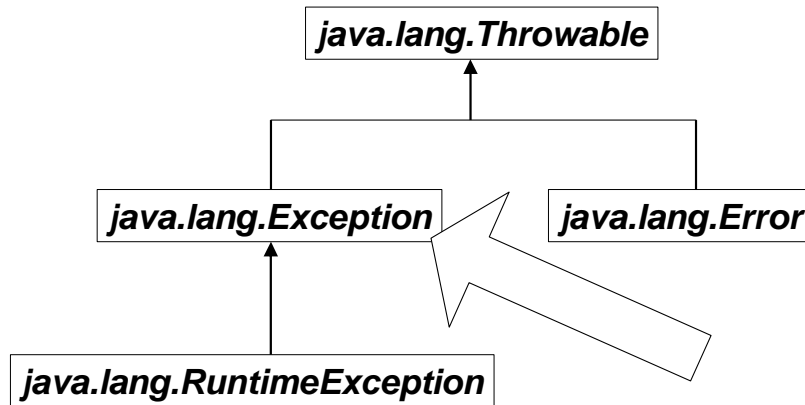 java.lang.Throwable
java.lang.Exception
java.lang.Error
java.lang.RuntimeException